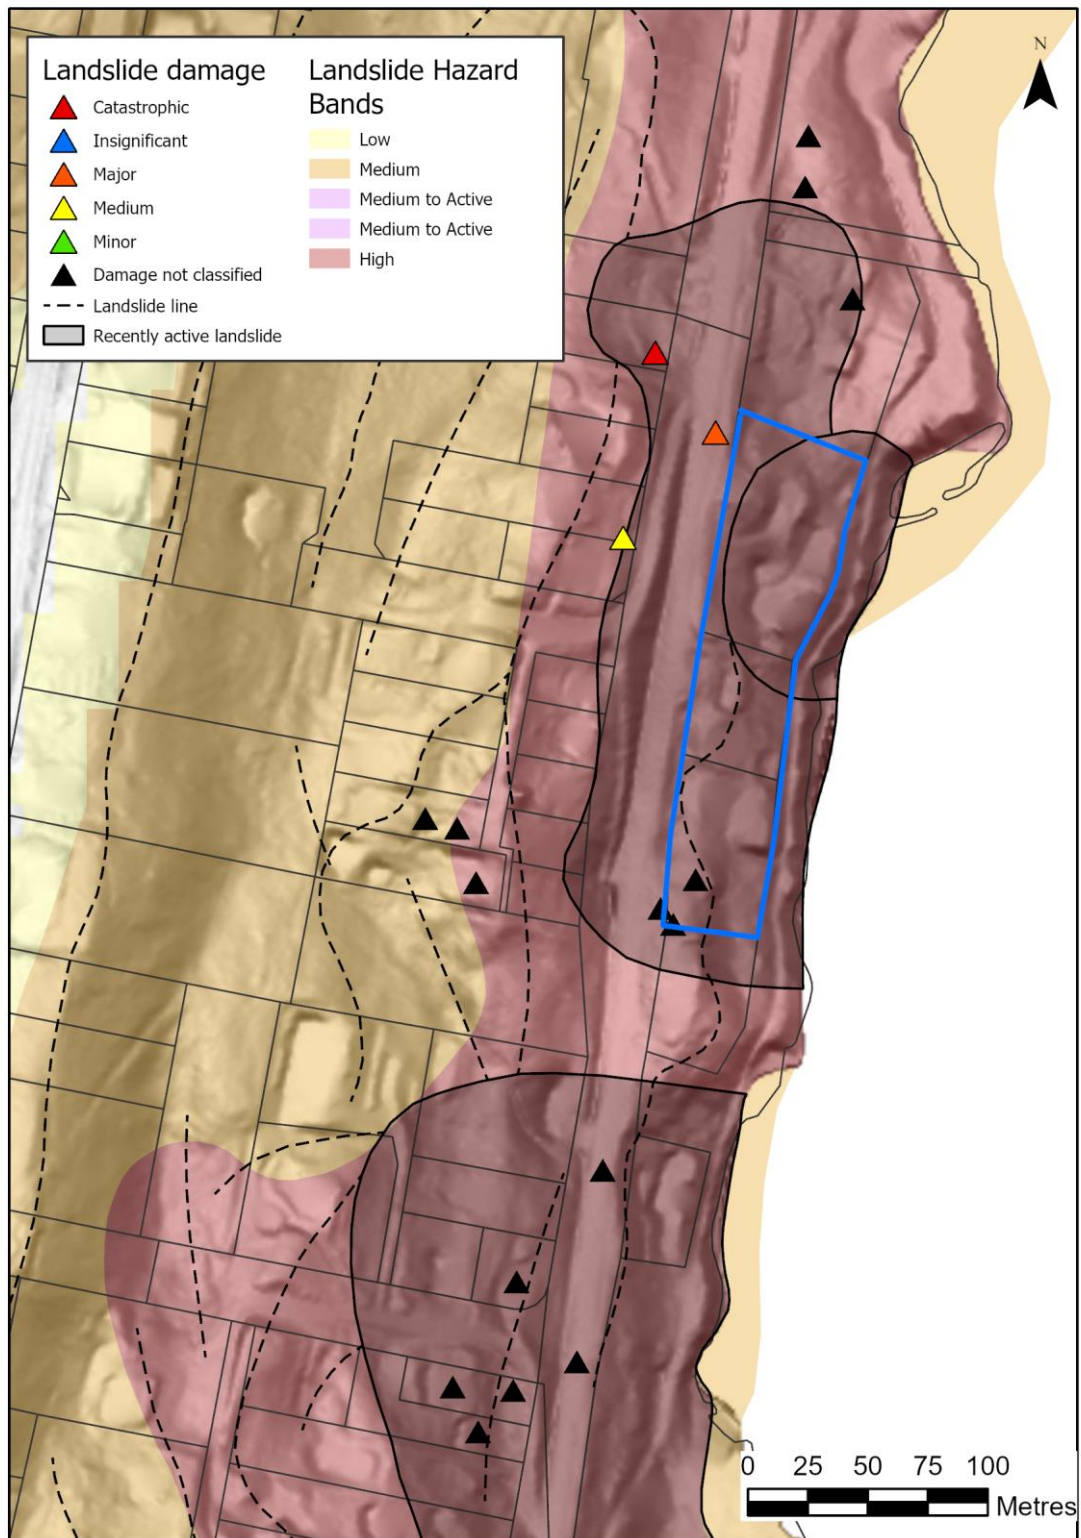 Landslide damage
Catastrophic
Insignificant
Major
Medium
Minor
Damage not classified
Landslide line
Recently active landslide
Landslide Hazard
Bands
Low
Medium
Medium to Active
Medium to Active
High
N
0 25 50 75 100
Metres